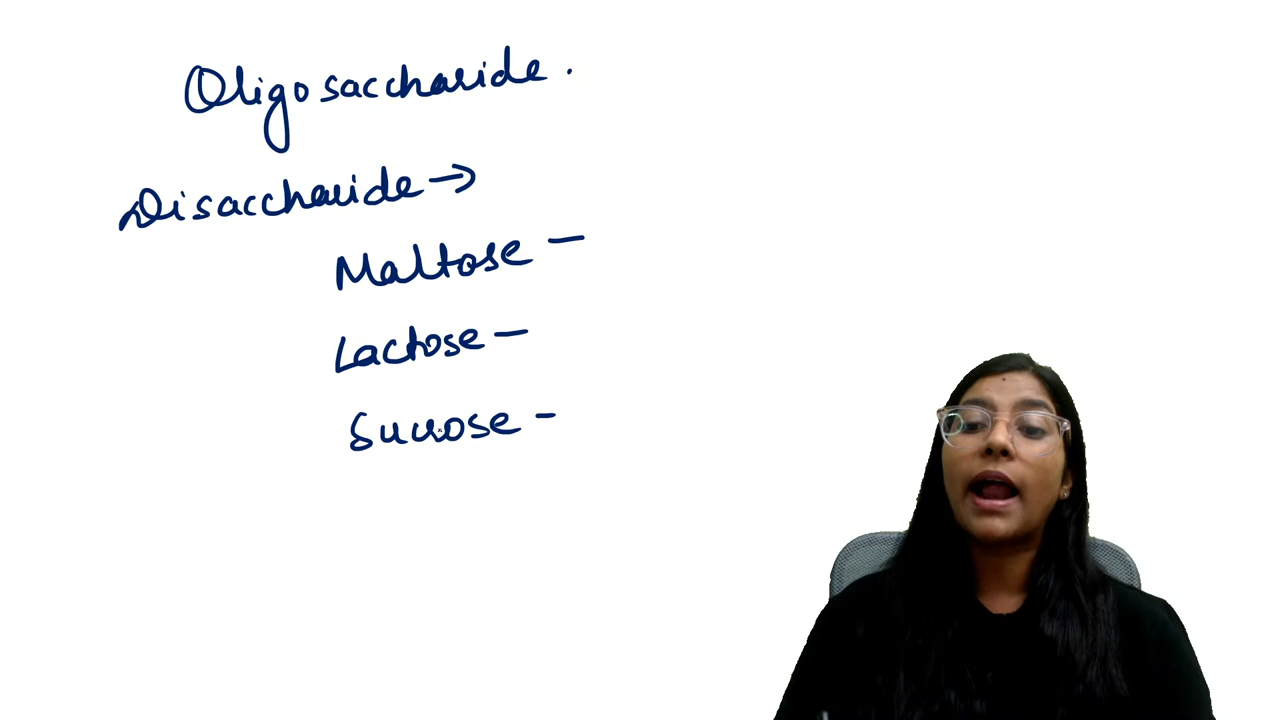 Oligosaccharide.
Disaccharide →
Maltose -
Lactose -
Sucrose -